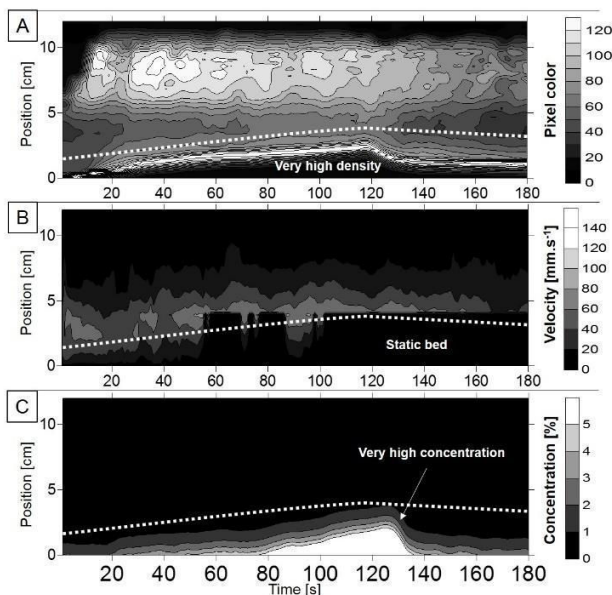 A
Position [cm]
10
5
0
20 40 60 80 100 120 140 160 180
Very high density
Pixel color
120
100
80
60
40
20
0
B
Position [cm]
10
5
0
20 40 60 80 100 120 140 160 180
Static bed
Velocity [mm.s⁻¹]
140
120
100
80
60
40
20
0
C
Position [cm]
10
5
0
Very high concentration
20 40 60 80 100 120 140 160 180
Time [s]
Concentration [%]
5
4
3
2
1
0